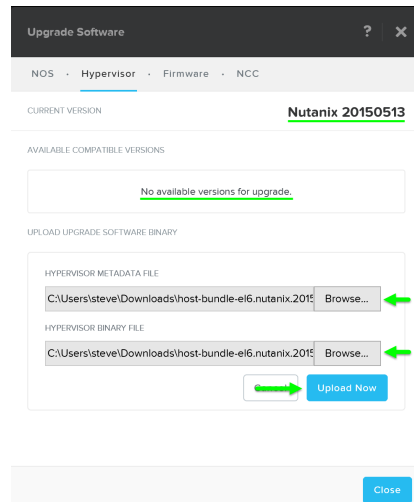 Upgrade Software ? ×
NOS · Hypervisor · Firmware · NCC
CURRENT VERSION Nutanix 20150513
AVAILABLE COMPATIBLE VERSIONS
No available versions for upgrade.
UPLOAD UPGRADE SOFTWARE BINARY
HYPERVISOR METADATA FILE
C:\Users\steve\Downloads\host-bundle-el6.nutanix.2015 Browse...
HYPERVISOR BINARY FILE
C:\Users\steve\Downloads\host-bundle-el6.nutanix.2015 Browse...
Cancel Upload Now
Close